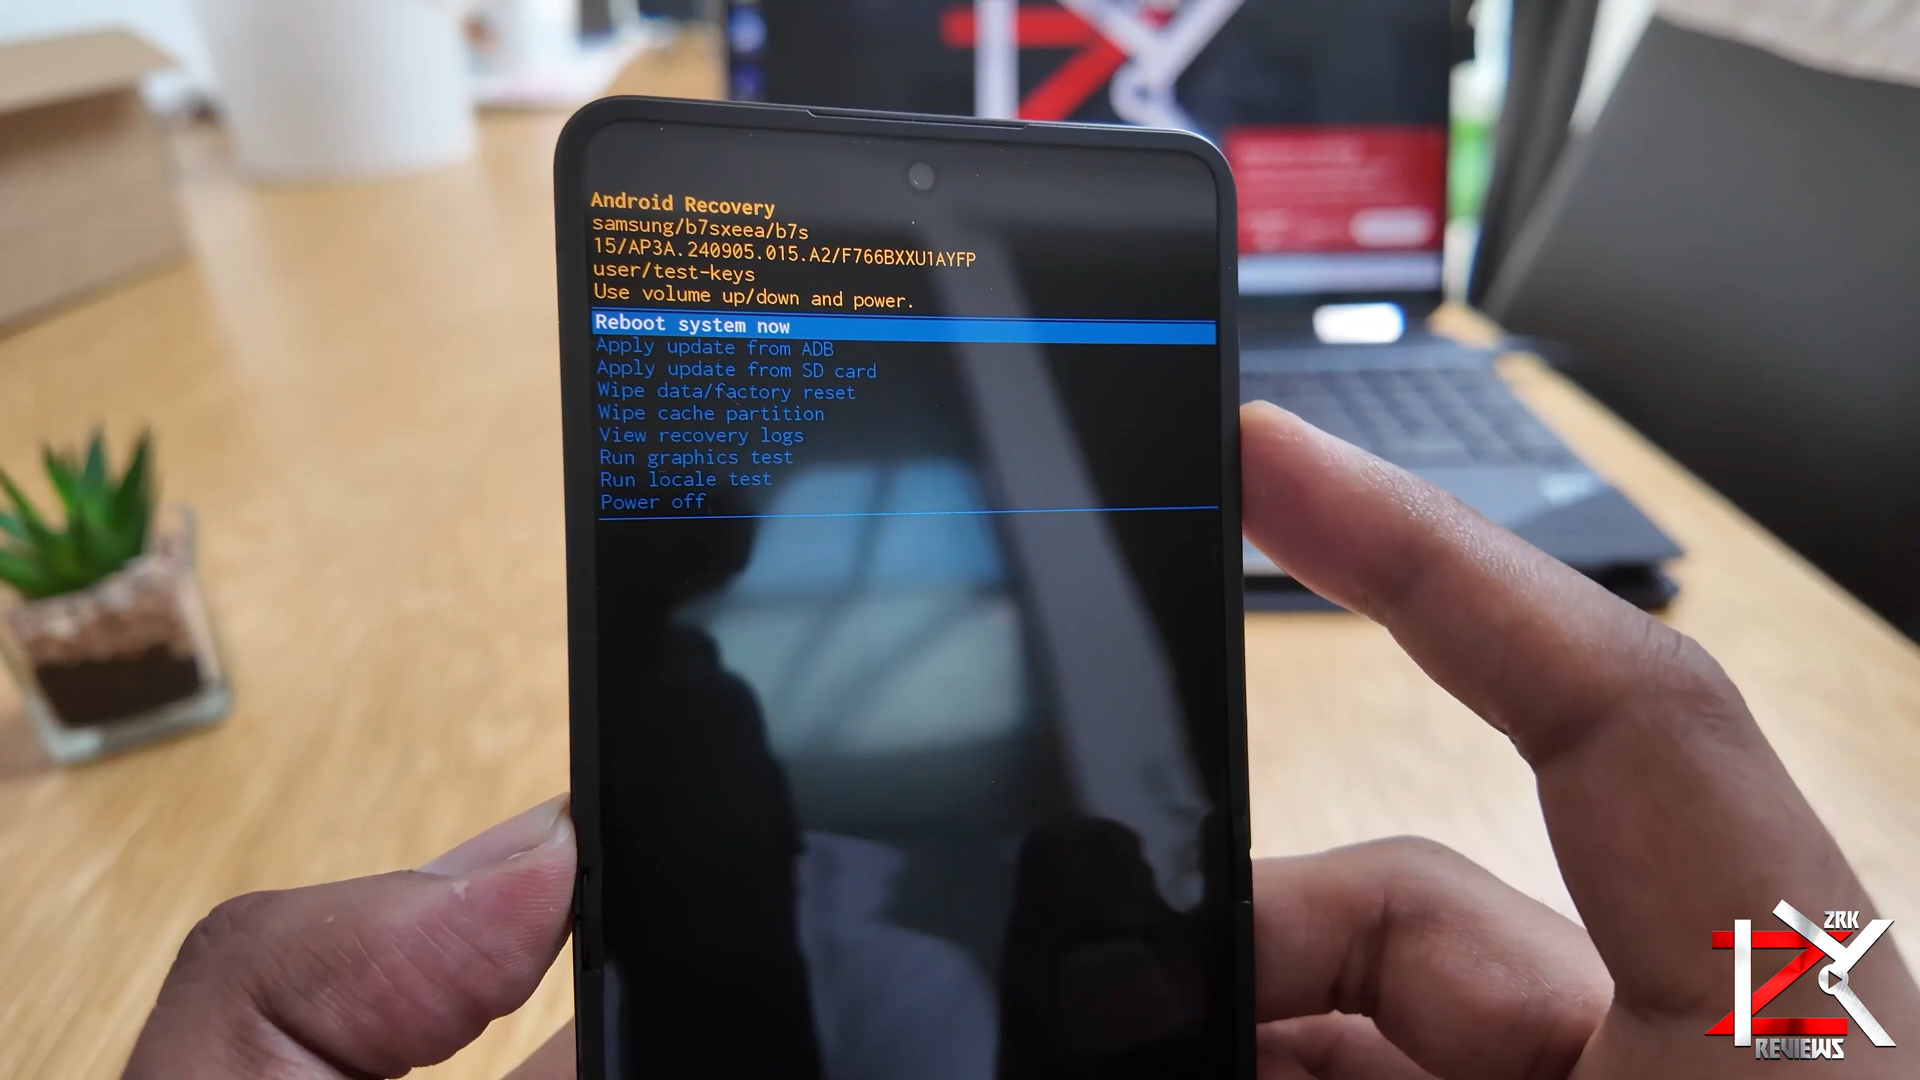 Android Recovery
samsung/b7sxeea/b7s
15/AP3A.240905.015.A2/F766BXXU1AYFP
user/test-keys
Use volume up/down and power.
Reboot system now
Apply update from ADB
Apply update from SD card
Wipe data/factory reset
Wipe cache partition
View recovery logs
Run graphics test
Run locale test
Power off
ZRK
REVIEWS